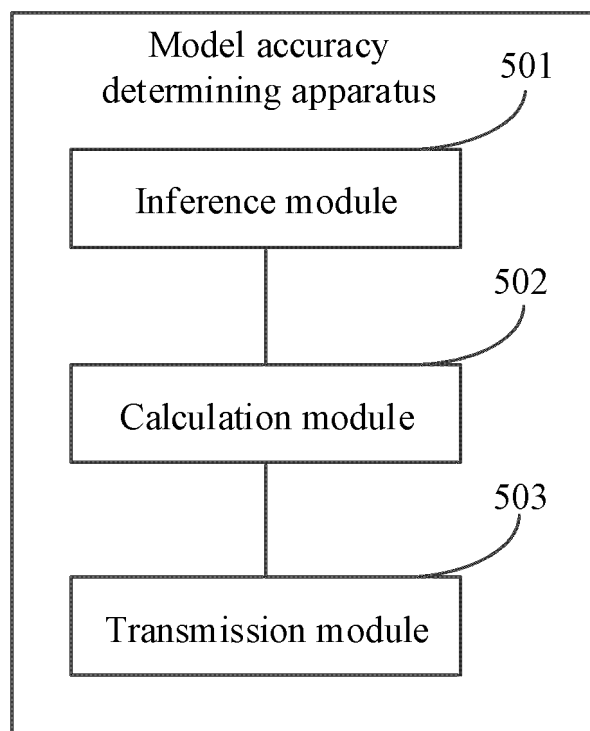 Model accuracy
determining apparatus
501
Inference module
502
Calculation module
503
Transmission module